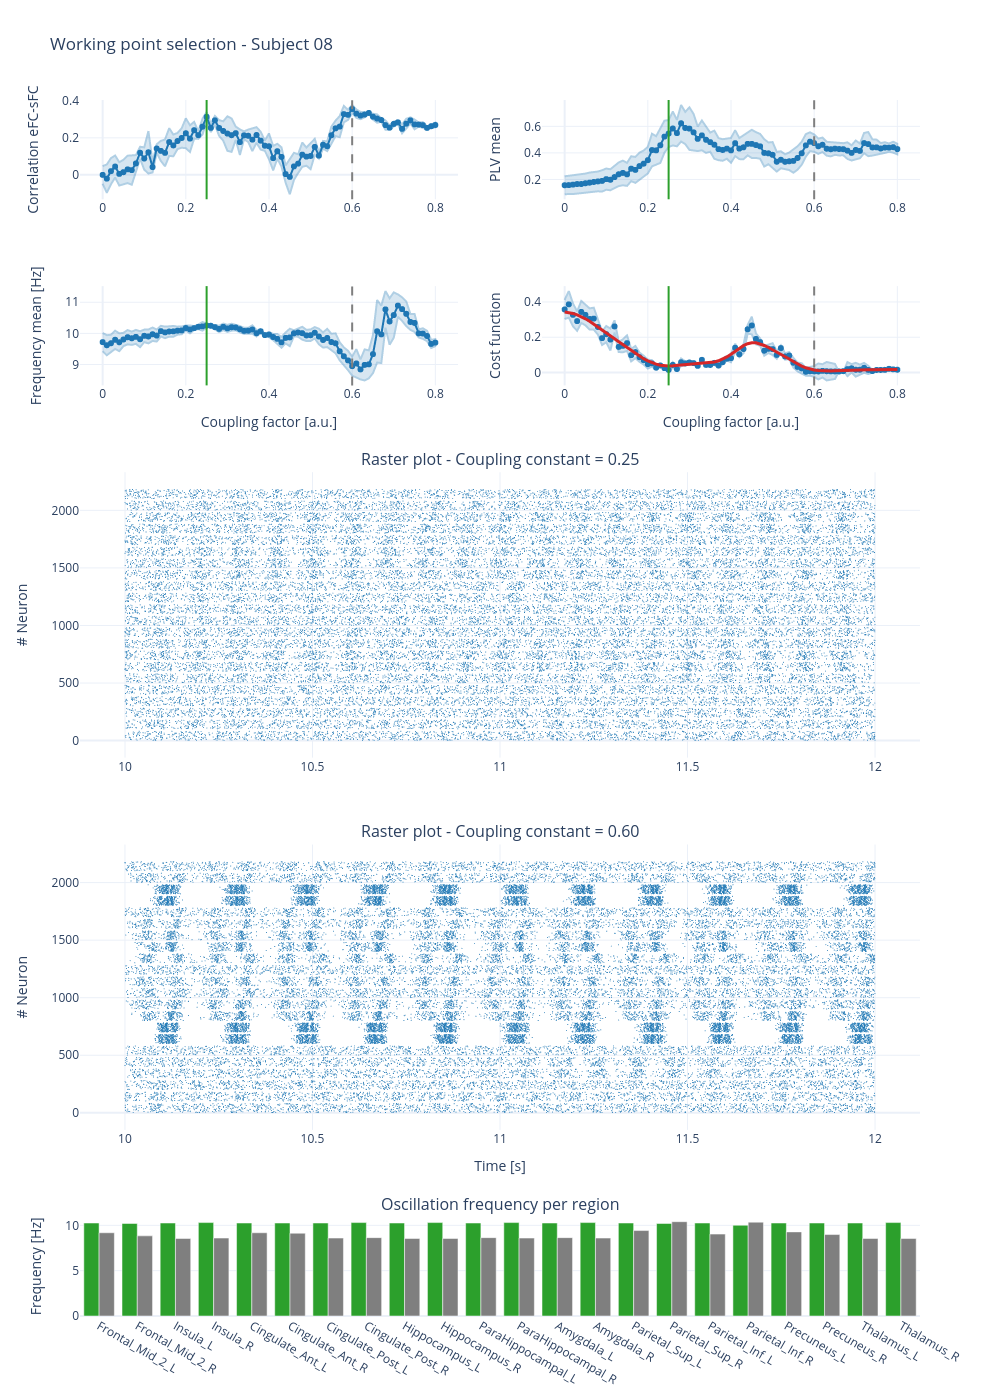 Working point selection - Subject 08
Correlation eFC-sFC
0.4
0.2
0
0
0.2
0.4
0.6
0.8
PLV mean
0.6
0.4
0.2
0
0.2
0.4
0.6
0.8
Frequency mean [Hz]
11
10
9
0
0.2
0.4
0.6
0.8
Coupling factor [a.u.]
Cost function
0.4
0.2
0
0
0.2
0.4
0.6
0.8
Coupling factor [a.u.]
Raster plot - Coupling constant = 0.25
# Neuron
2000
1500
1000
500
0
10
10.5
11
11.5
12
Raster plot - Coupling constant = 0.60
# Neuron
2000
1500
1000
500
0
10
10.5
11
11.5
12
Time [s]
Oscillation frequency per region
Frequency [Hz]
10
5
0
Frontal_Mid_2_L
Frontal_Mid_2_R
Insula_L
Insula_R
Cingulate_Ant_L
Cingulate_Ant_R
Cingulate_Post_L
Cingulate_Post_R
Hippocampus_L
Hippocampus_R
ParaHippocampal_L
ParaHippocampal_R
Amygdala_L
Amygdala_R
Parietal_Sup_L
Parietal_Sup_R
Parietal_Inf_L
Parietal_Inf_R
Precuneus_L
Precuneus_R
Thalamus_L
Thalamus_R